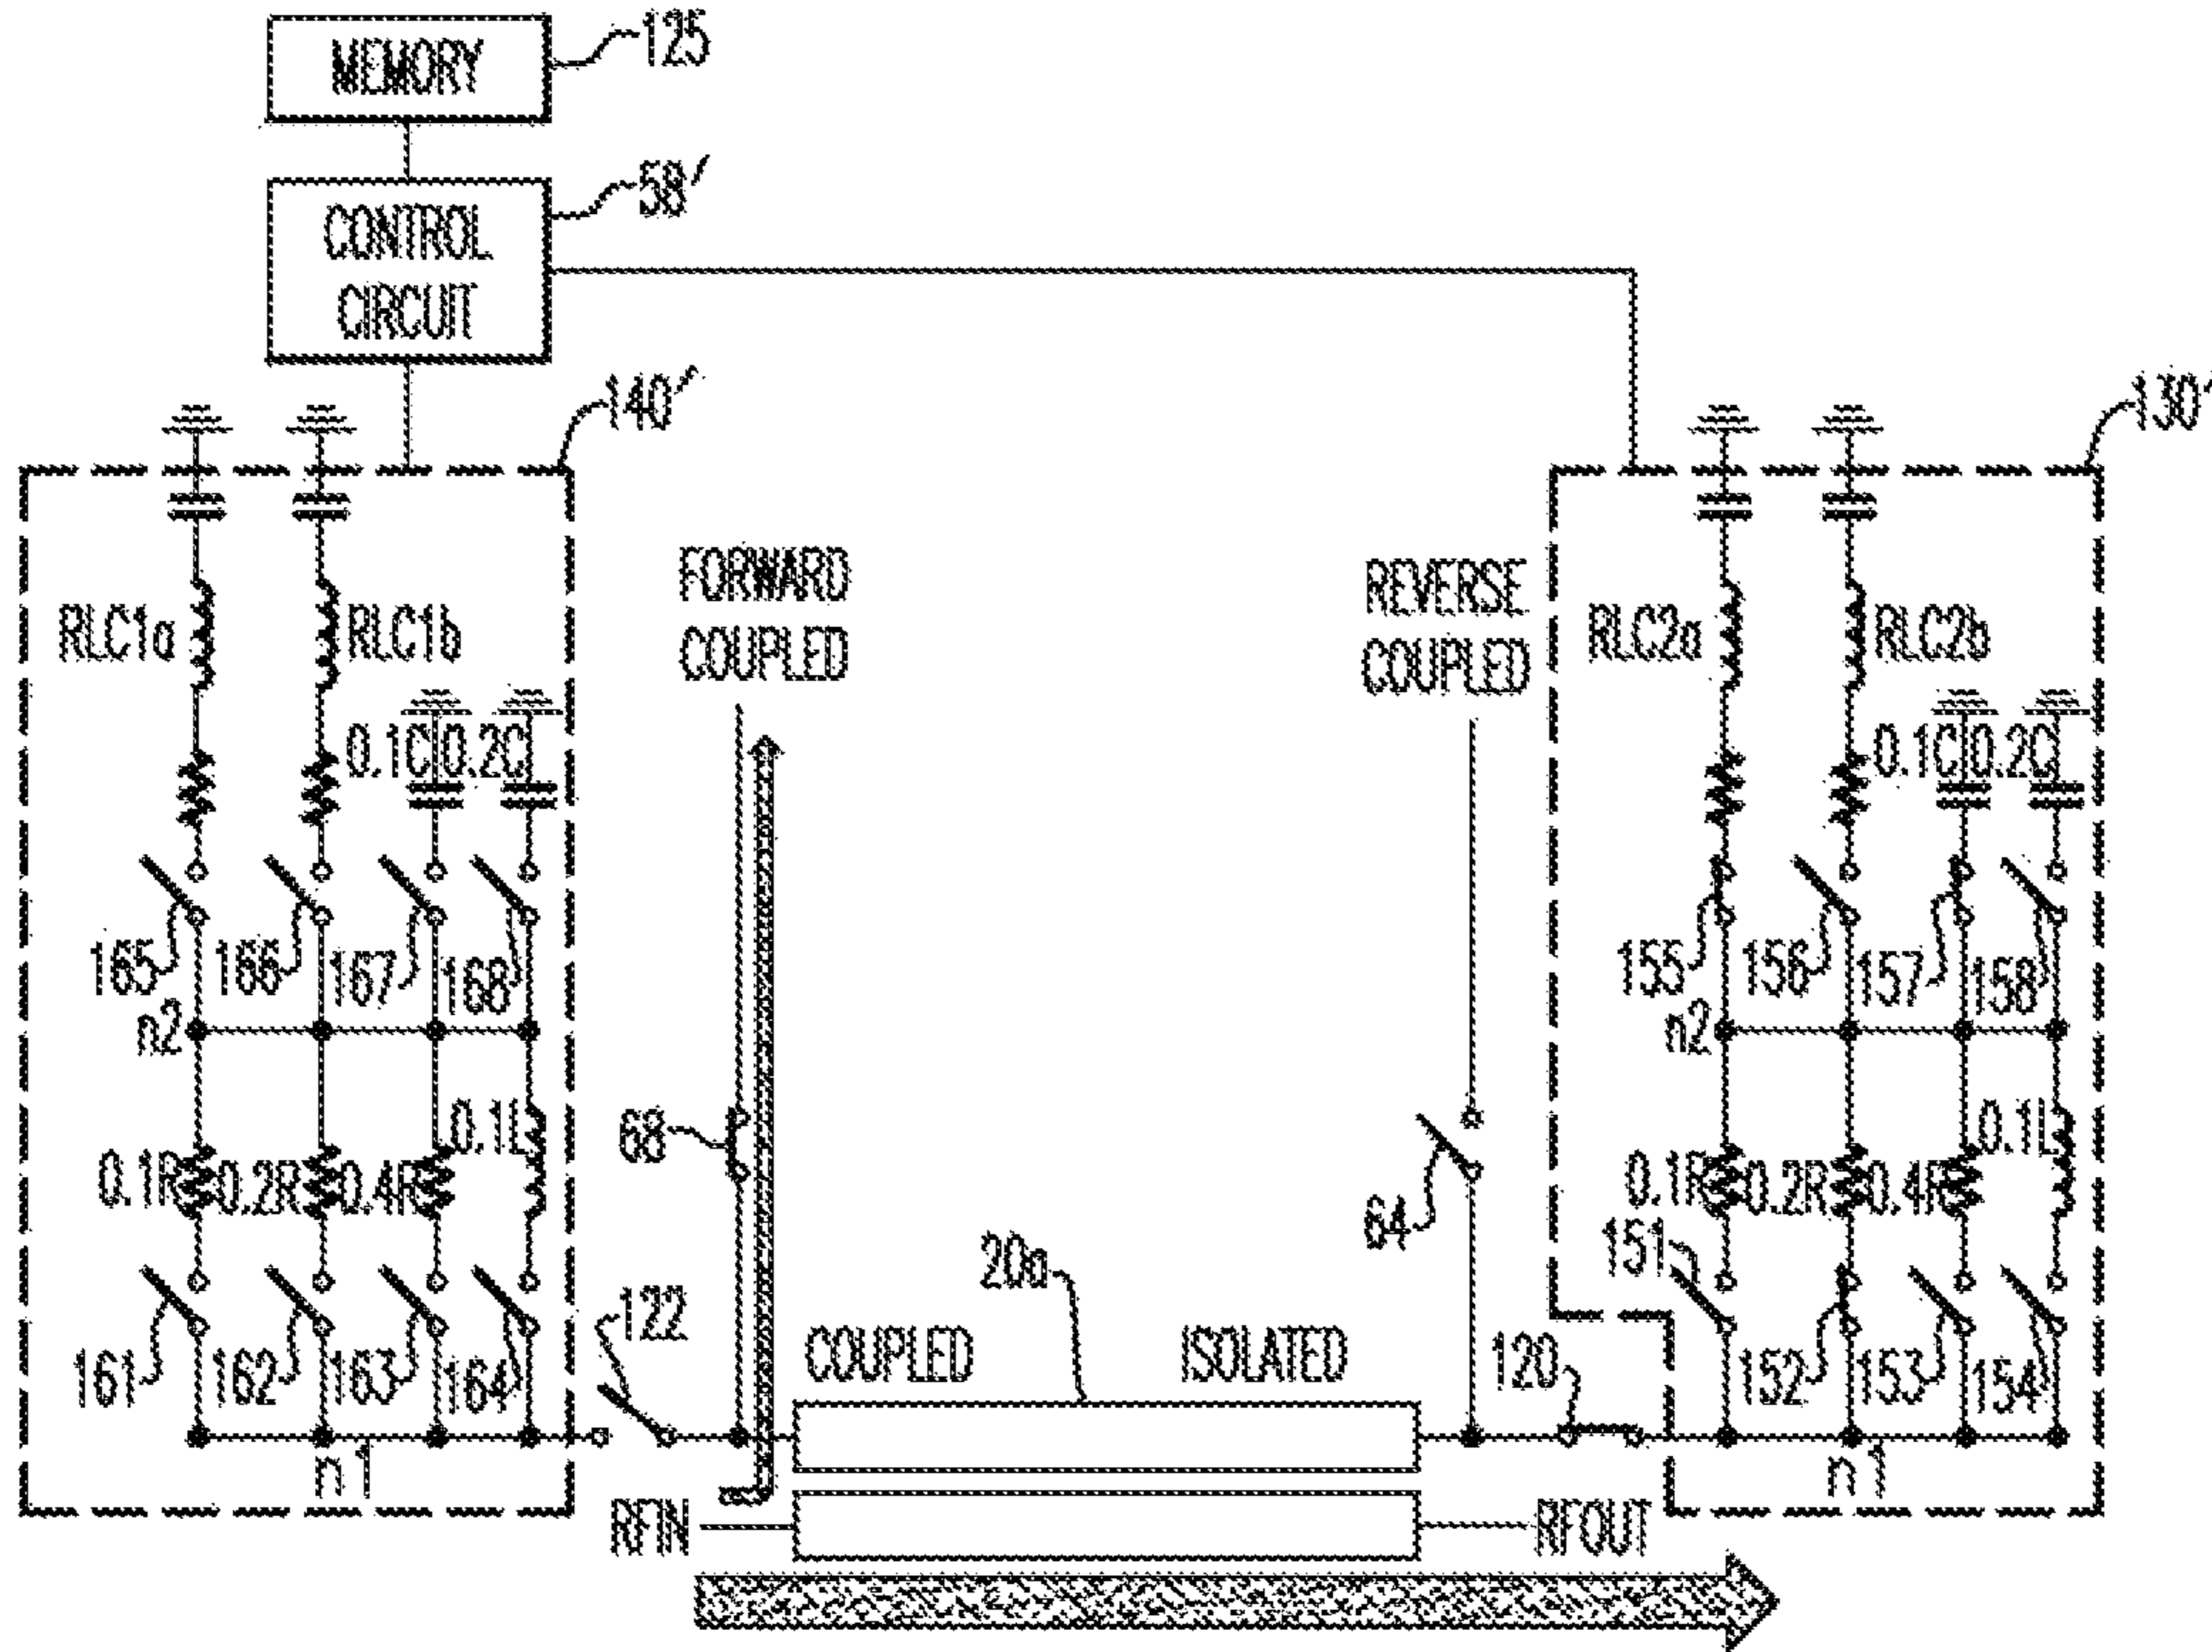 MEMORY
125
CONTROL
CIRCUIT
58′
140′
130′
FORWARD
COUPLED
REVERSE
COUPLED
RLC1a
RLC1b
RLC2a
RLC2b
0.1C
0.2C
0.1C
0.2C
165
166
167
168
155
156
157
158
n2
n2
68
64
0.1R
0.2R
0.4R
0.1L
0.1R
0.2R
0.4R
0.1L
161
162
163
164
122
20a
120
151
152
153
154
COUPLED
ISOLATED
n1
n1
RFIN
RFOUT